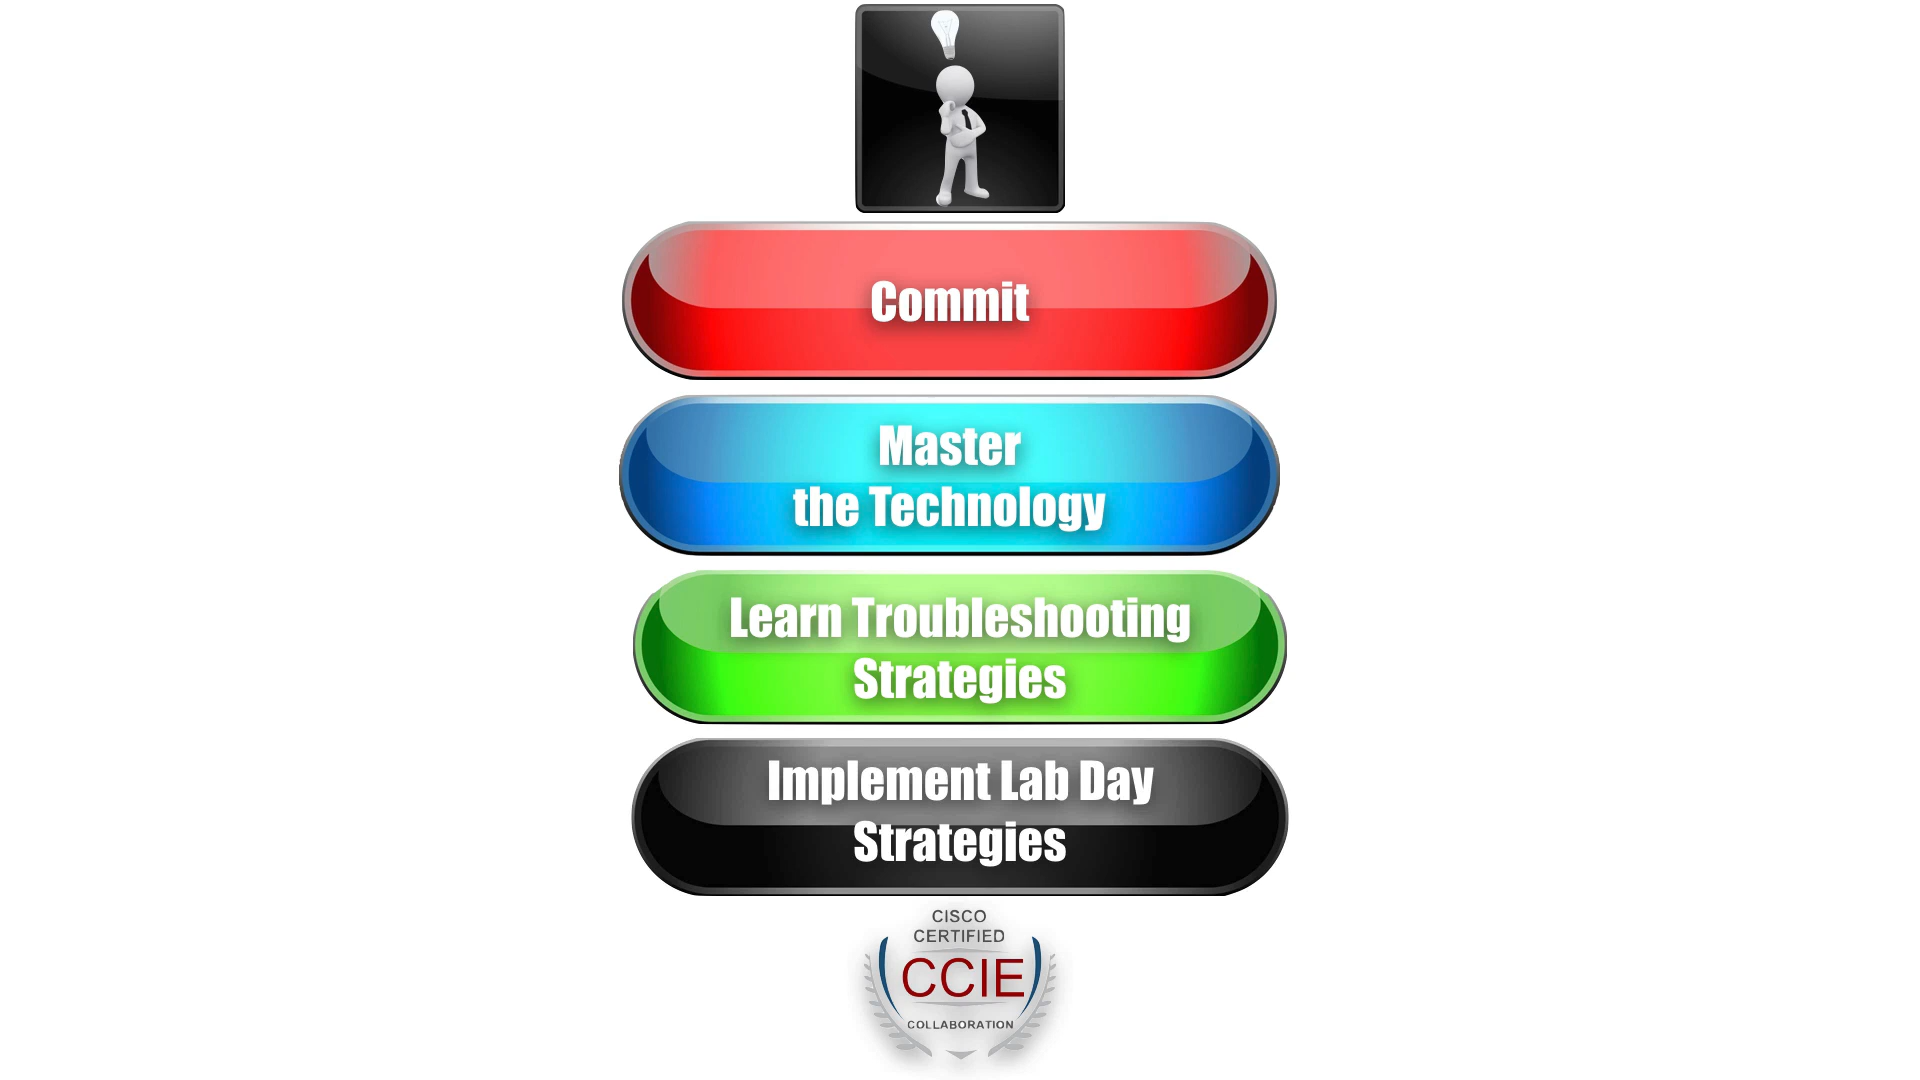 Commit
Master
the Technology
Learn Troubleshooting
Strategies
Implement Lab Day
Strategies
CISCO
CERTIFIED
CCIE
COLLABORATION